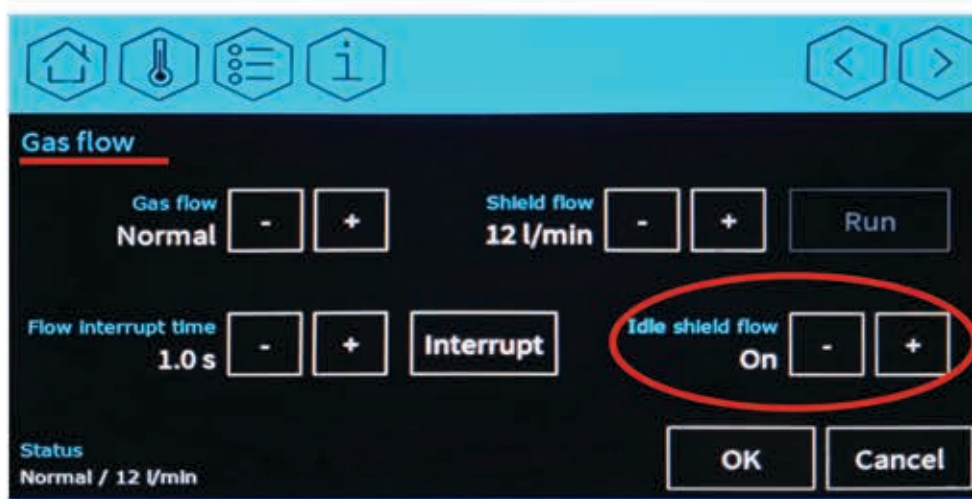 Gas flow
Gas flow
Normal
-
+
Shield flow
12 l/min
-
+
Run
Flow interrupt time
1.0 s
-
+
Interrupt
Idle shield flow
On
-
+
Status
Normal / 12 l/min
OK
Cancel